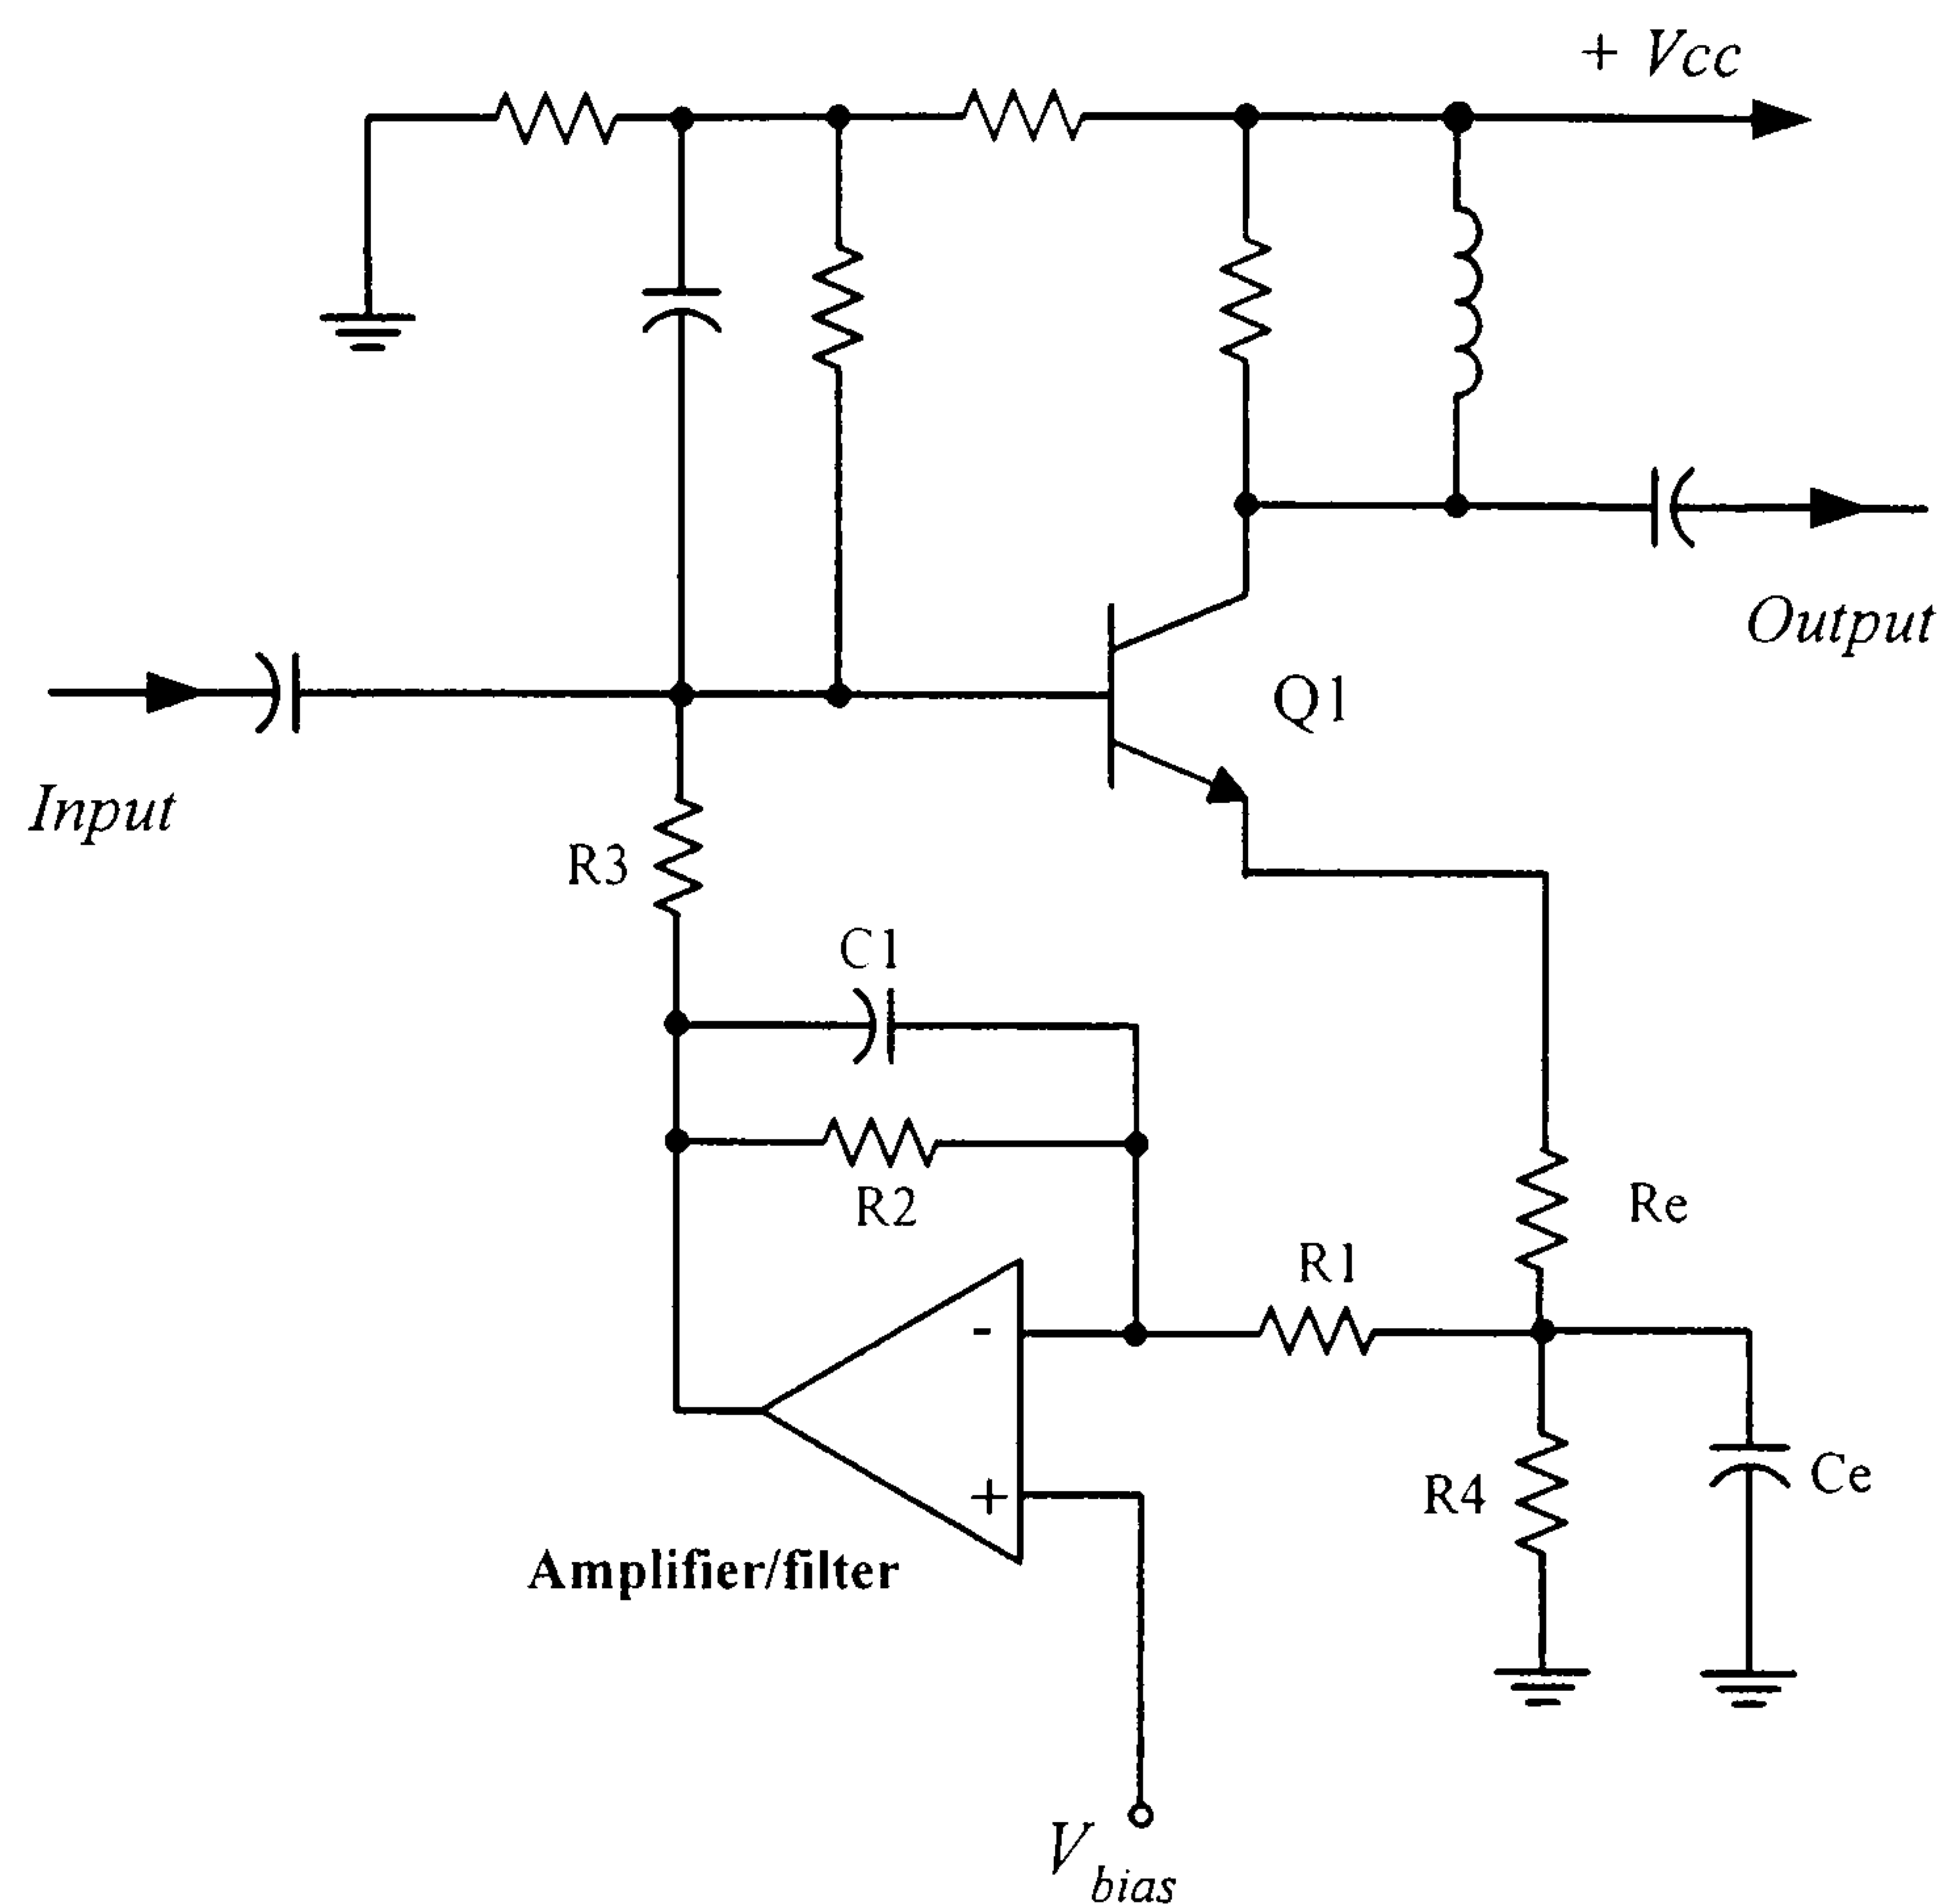 + Vcc
Output
Q1
Input
R3
C1
R2
Re
R1
-
+
R4
Ce
Amplifier/filter
V bias